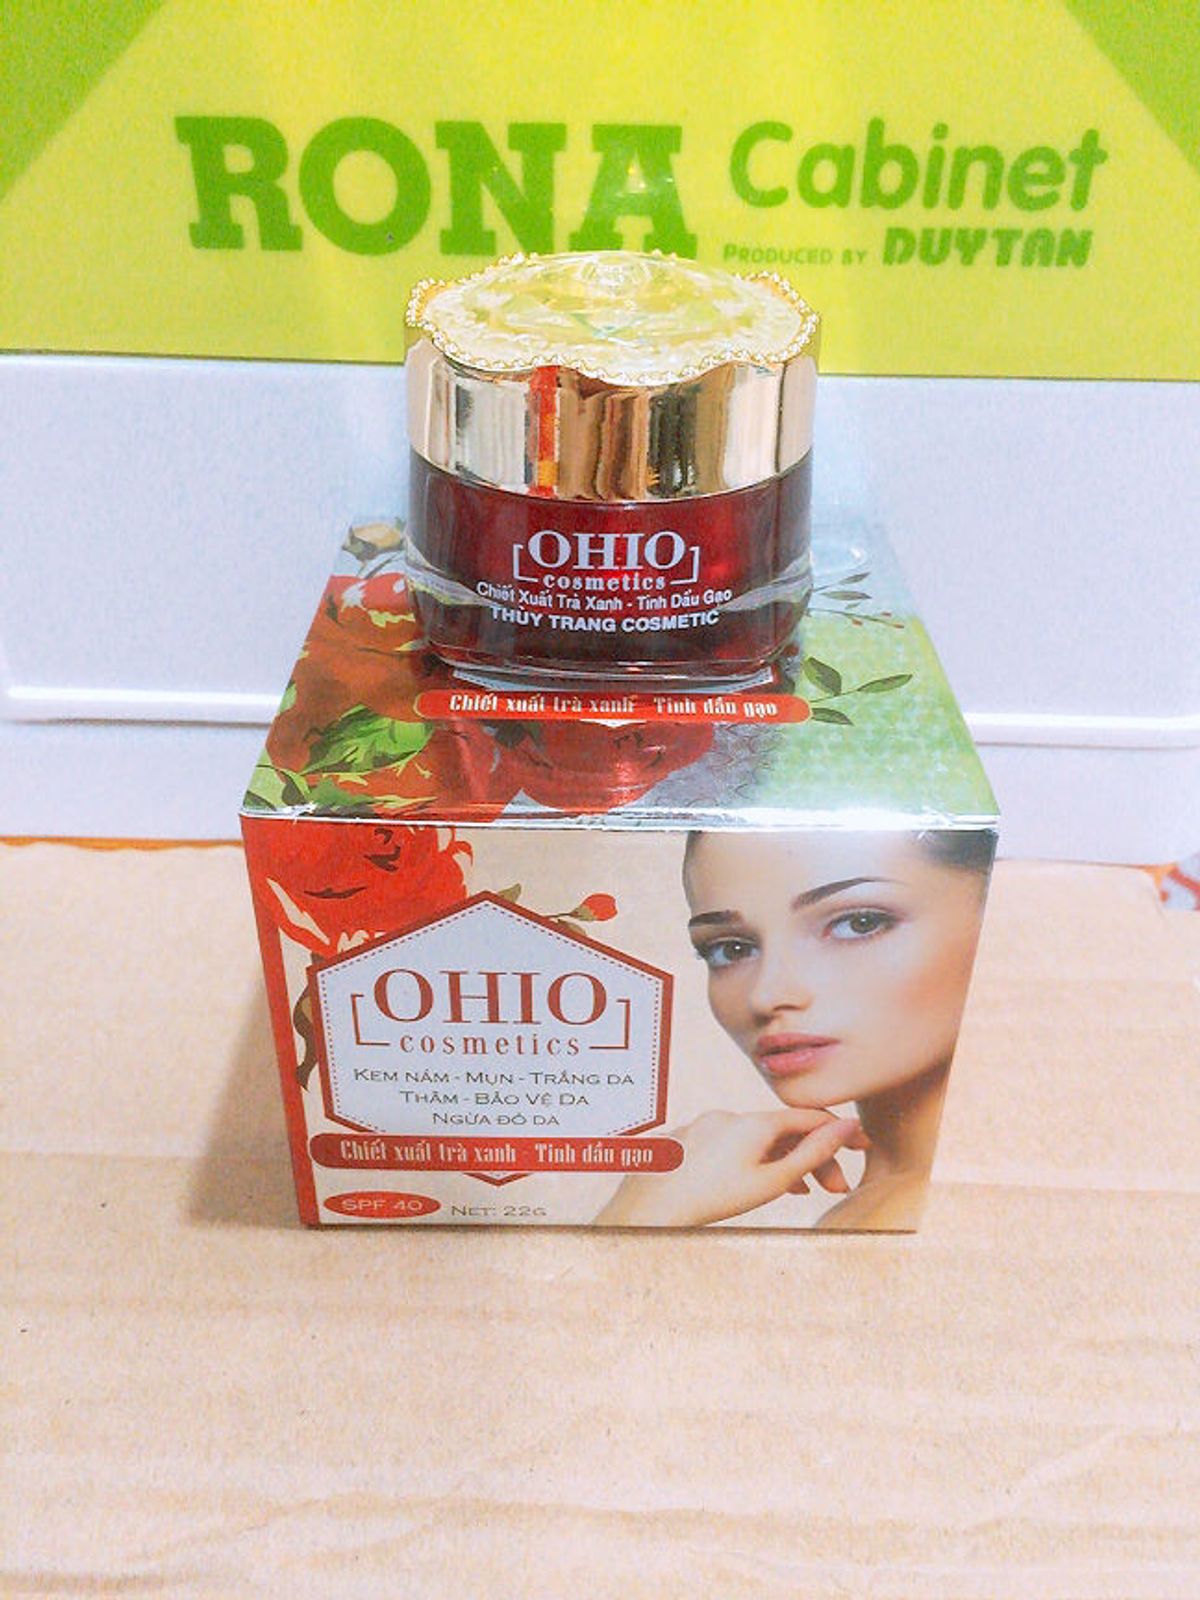 RONA Cabinet
PRODUCED BY DUYTAN
OHIO
cosmetics
Chiết Xuất Trà Xanh - Tinh Dầu Gạo
THÙY TRANG COSMETIC
Chiết xuất trà xanh - Tinh dầu gạo
OHIO
cosmetics
KEM NÁM - MỤN - TRẮNG DA
THÂM - BẢO VỆ DA
NGỪA ĐỎ DA
Chiết xuất trà xanh - Tinh dầu gạo
SPF 40 NET: 22G